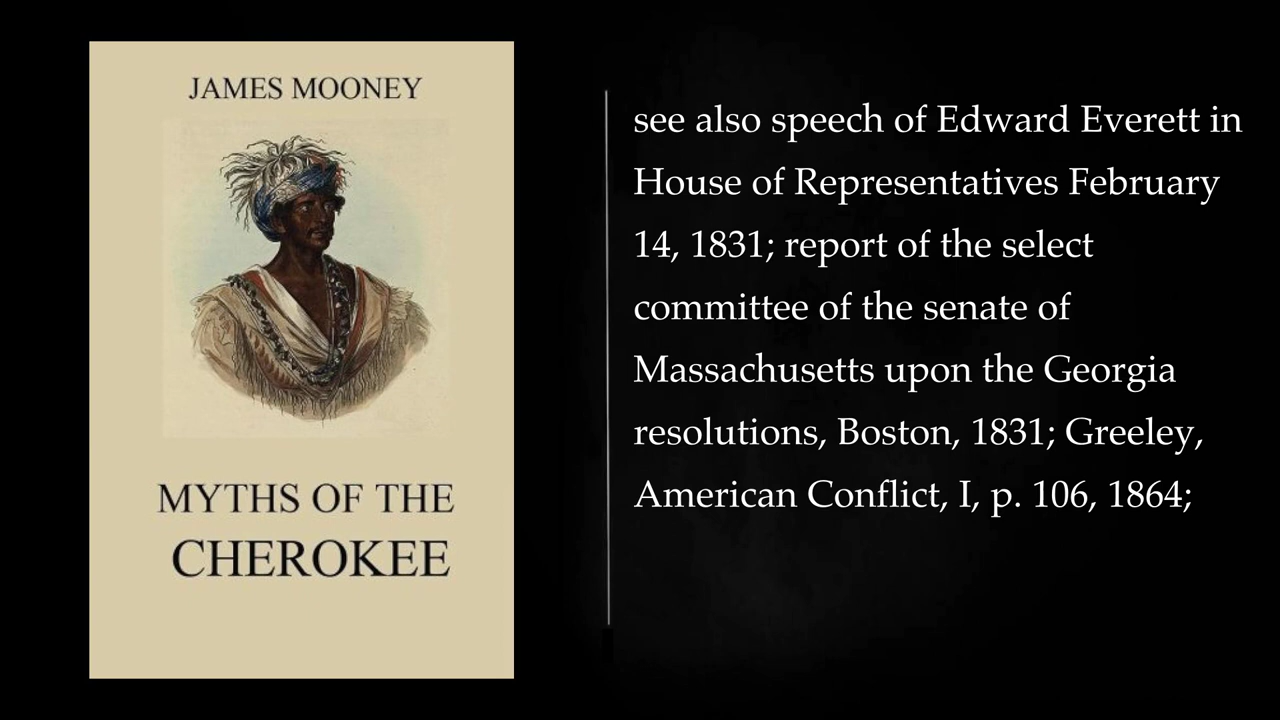 JAMES MOONEY
MYTHS OF THE
CHEROKEE
see also speech of Edward Everett in
House of Representatives February
14, 1831; report of the select
committee of the senate of
Massachusetts upon the Georgia
resolutions, Boston, 1831; Greeley,
American Conflict, I, p. 106, 1864;